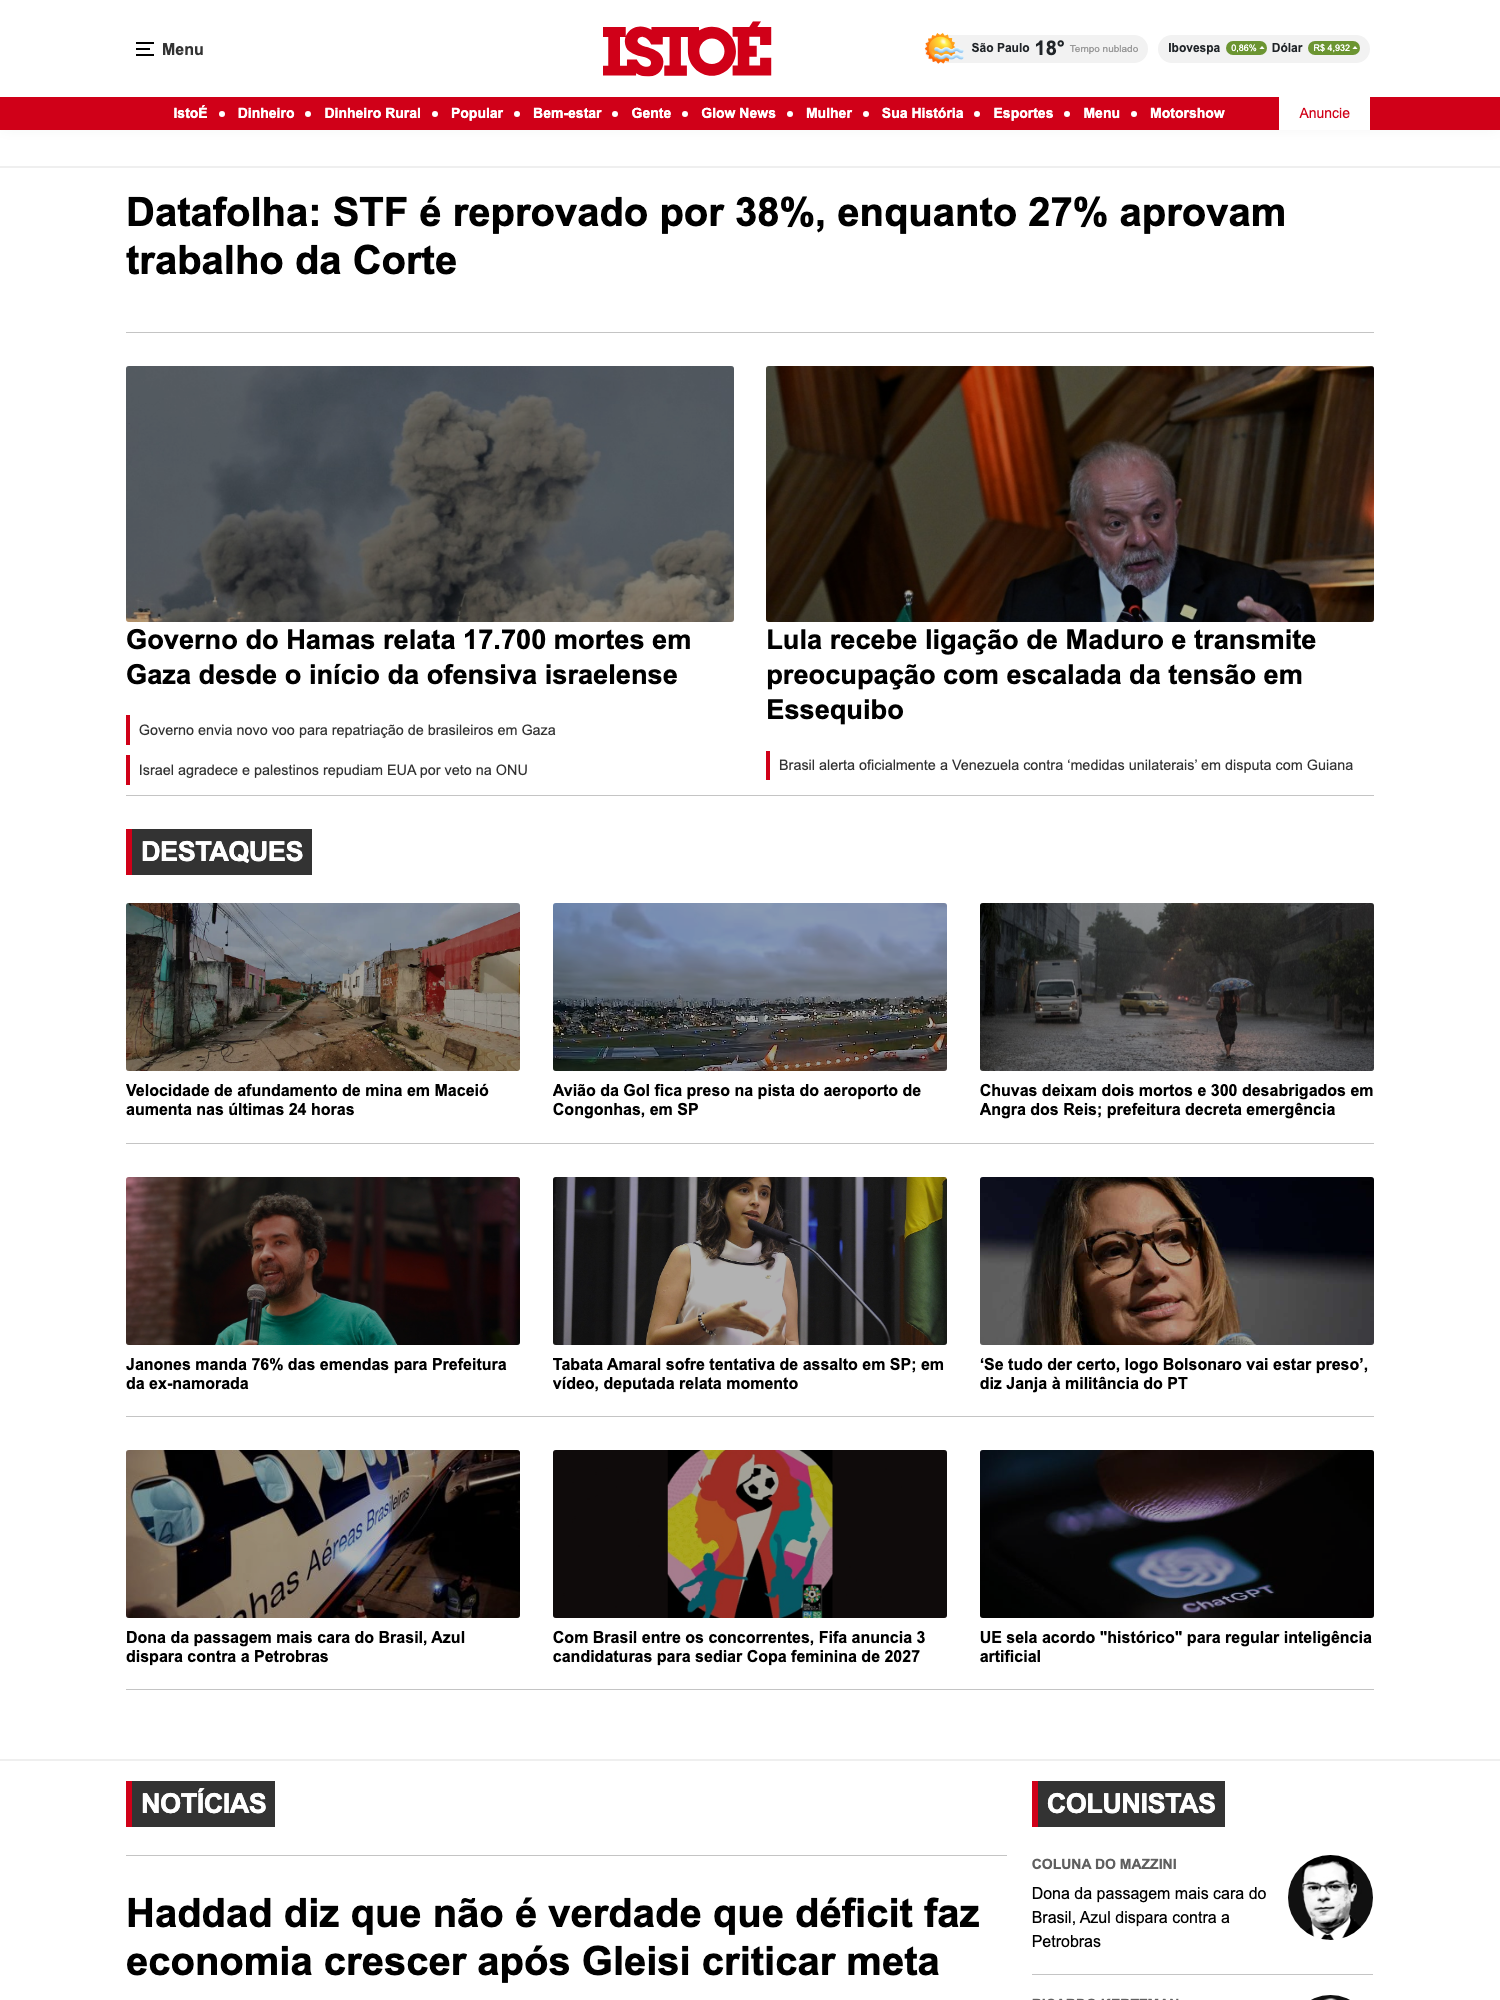 Menu
ISTOÉ
São Paulo 18° Tempo nublado
Ibovespa 0,86% Dólar R$ 4,932
IstoÉ • Dinheiro • Dinheiro Rural • Popular • Bem-estar • Gente • Glow News • Mulher • Sua História • Esportes • Menu • Motorshow
Anuncie
Datafolha: STF é reprovado por 38%, enquanto 27% aprovam
trabalho da Corte
Governo do Hamas relata 17.700 mortes em
Gaza desde o início da ofensiva israelense
Governo envia novo voo para repatriação de brasileiros em Gaza
Israel agradece e palestinos repudiam EUA por veto na ONU
Lula recebe ligação de Maduro e transmite
preocupação com escalada da tensão em
Essequibo
Brasil alerta oficialmente a Venezuela contra ‘medidas unilaterais’ em disputa com Guiana
DESTAQUES
Velocidade de afundamento de mina em Maceió
aumenta nas últimas 24 horas
Avião da Gol fica preso na pista do aeroporto de
Congonhas, em SP
Chuvas deixam dois mortos e 300 desabrigados em
Angra dos Reis; prefeitura decreta emergência
Janones manda 76% das emendas para Prefeitura
da ex-namorada
Tabata Amaral sofre tentativa de assalto em SP; em
vídeo, deputada relata momento
‘Se tudo der certo, logo Bolsonaro vai estar preso’,
diz Janja à militância do PT
Aéreas Brasileiras
ChatGPT
Dona da passagem mais cara do Brasil, Azul
dispara contra a Petrobras
Com Brasil entre os concorrentes, Fifa anuncia 3
candidaturas para sediar Copa feminina de 2027
UE sela acordo "histórico" para regular inteligência
artificial
NOTÍCIAS
Haddad diz que não é verdade que déficit faz
economia crescer após Gleisi criticar meta
COLUNISTAS
COLUNA DO MAZZINI
Dona da passagem mais cara do
Brasil, Azul dispara contra a
Petrobras